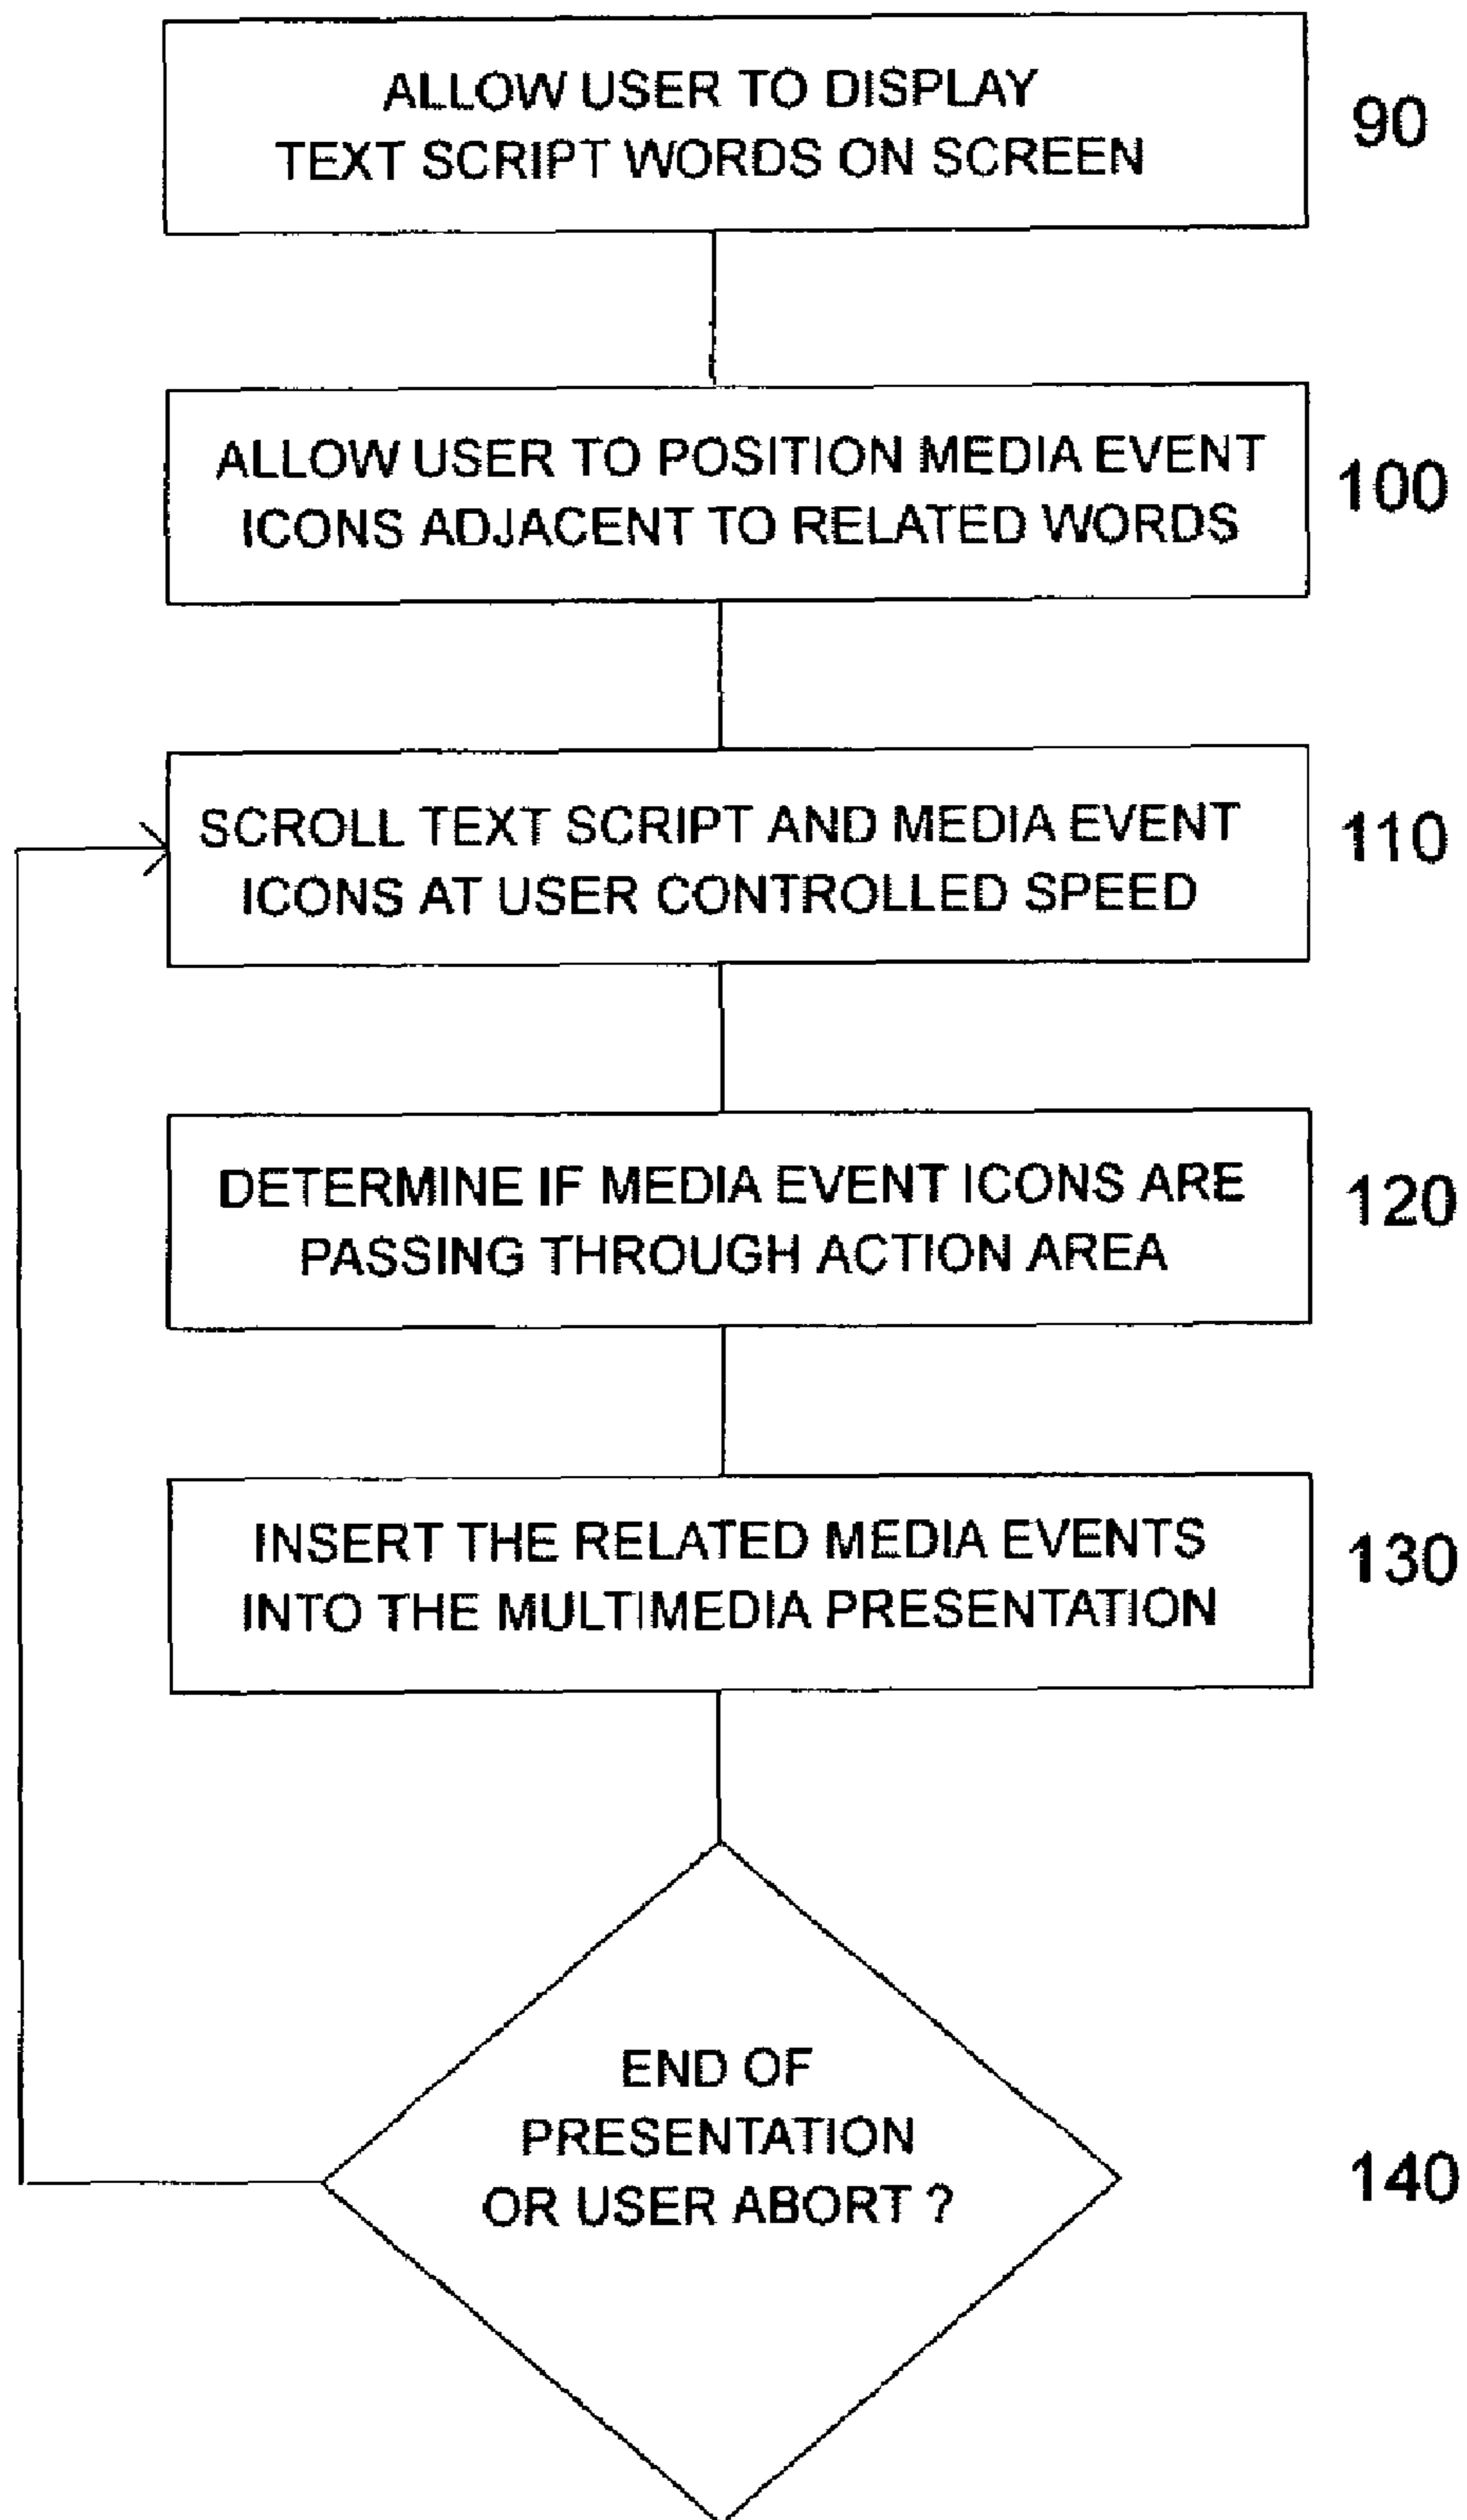 ALLOW USER TO DISPLAY
TEXT SCRIPT WORDS ON SCREEN
90
ALLOW USER TO POSITION MEDIA EVENT
ICONS ADJACENT TO RELATED WORDS
100
SCROLL TEXT SCRIPT AND MEDIA EVENT
ICONS AT USER CONTROLLED SPEED
110
DETERMINE IF MEDIA EVENT ICONS ARE
PASSING THROUGH ACTION AREA
120
INSERT THE RELATED MEDIA EVENTS
INTO THE MULTIMEDIA PRESENTATION
130
END OF
PRESENTATION
OR USER ABORT ?
140